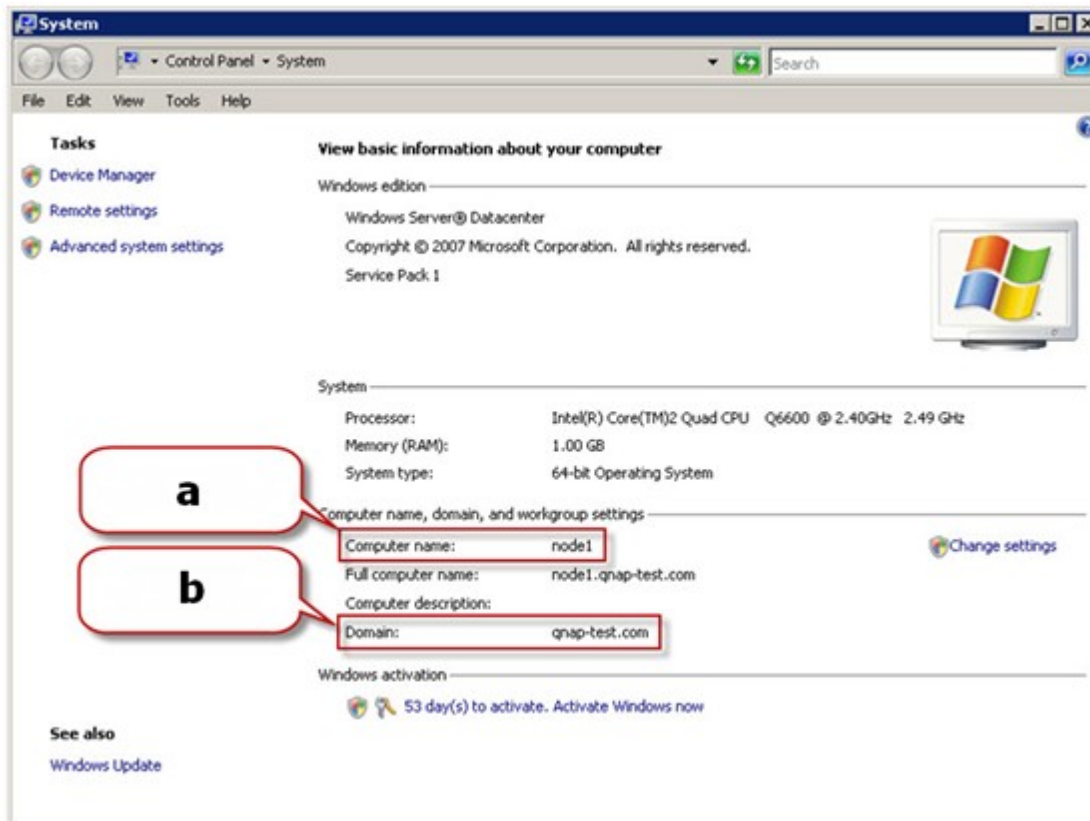 System
Control Panel System
Search
File Edit View Tools Help
Tasks
Device Manager
Remote settings
Advanced system settings
View basic information about your computer
Windows edition
Windows Server® Datacenter
Copyright © 2007 Microsoft Corporation. All rights reserved.
Service Pack 1
System
Processor: Intel(R) Core(TM)2 Quad CPU Q6600 @ 2.40GHz 2.49 GHz
Memory (RAM): 1.00 GB
System type: 64-bit Operating System
a
Computer name, domain, and workgroup settings
Computer name: node1
Change settings
b
Full computer name: node1.qnap-test.com
Computer description:
Domain: qnap-test.com
Windows activation
53 day(s) to activate. Activate Windows now
See also
Windows Update